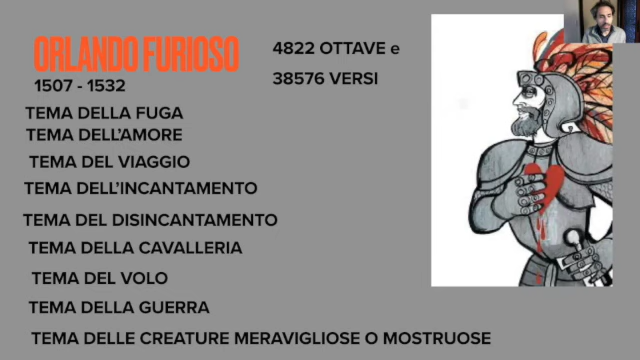 ORLANDO FURIOSO
1507 - 1532
4822 OTTAVE e
38576 VERSI
TEMA DELLA FUGA
TEMA DELL'AMORE
TEMA DEL VIAGGIO
TEMA DELL'INCANTAMENTO
TEMA DEL DISINCANTAMENTO
TEMA DELLA CAVALLERIA
TEMA DEL VOLO
TEMA DELLA GUERRA
TEMA DELLE CREATURE MERAVIGLIOSE O MOSTRUOSE